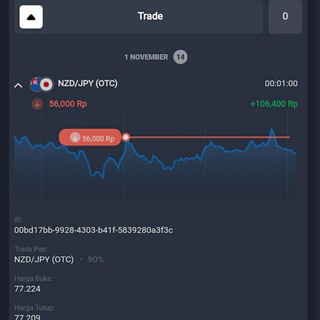 Trade
0
1 NOVEMBER 14
NZD/JPY (OTC) 00:01:00
56,000 Rp +106,400 Rp
56,000 Rp
ID:
00bd17bb-9928-4303-b41f-5839280a3f3c
Trade Pair:
NZD/JPY (OTC) · 90%
Harga Buka:
77.224
Harga Tutup:
77.209